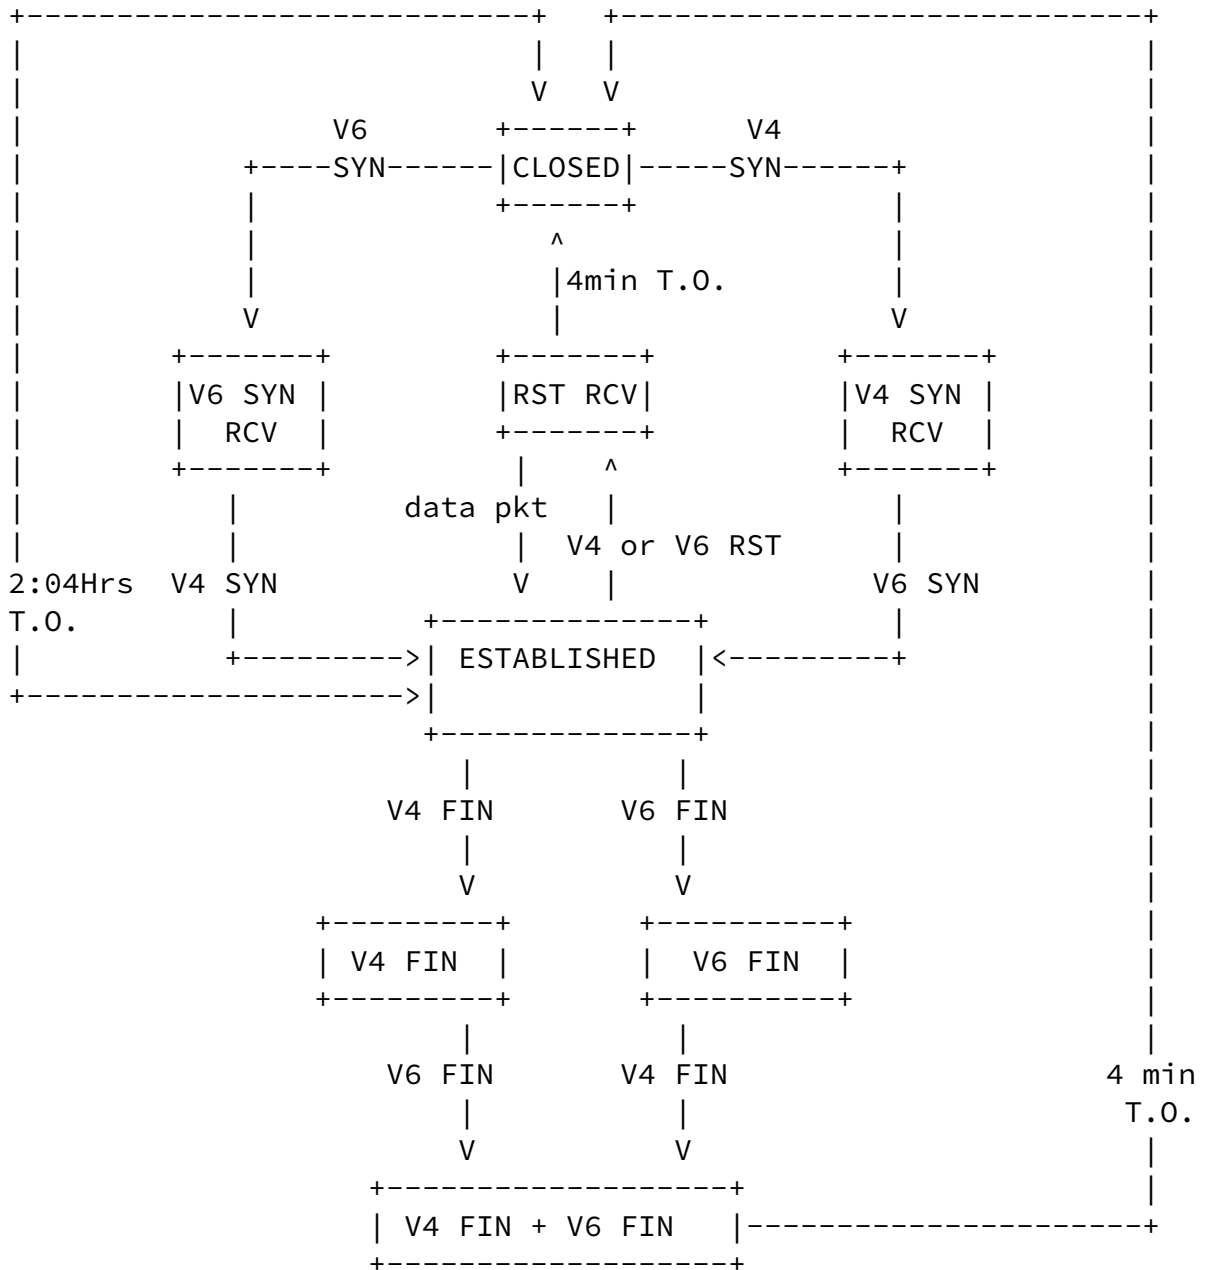 V6 V4
SYN CLOSED SYN
4min T.O.
V6 SYN RST RCV V4 SYN
RCV RCV
data pkt
V4 or V6 RST
2:04Hrs V4 SYN V6 SYN
T.O.
ESTABLISHED
V4 FIN V6 FIN
V4 FIN V6 FIN
V6 FIN V4 FIN 4 min
T.O.
V4 FIN + V6 FIN